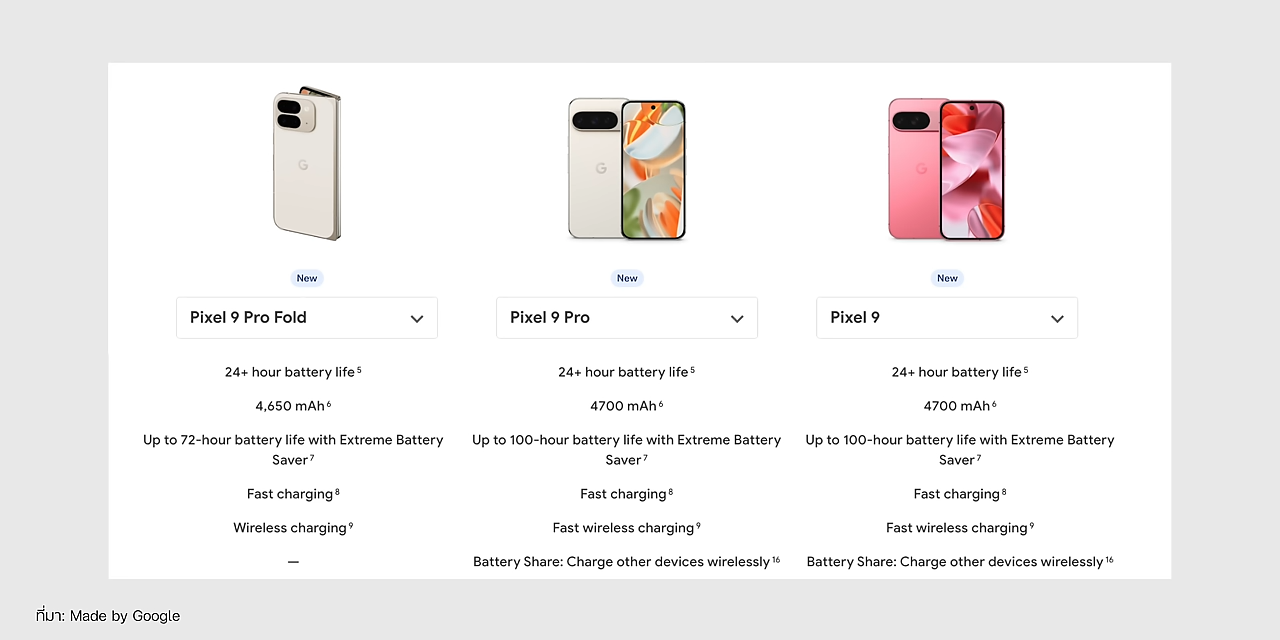 New
Pixel 9 Pro Fold
24+ hour battery life⁵
4,650 mAh⁶
Up to 72-hour battery life with Extreme Battery
Saver⁷
Fast charging⁸
Wireless charging⁹
—
New
Pixel 9 Pro
24+ hour battery life⁵
4700 mAh⁶
Up to 100-hour battery life with Extreme Battery
Saver⁷
Fast charging⁸
Fast wireless charging⁹
Battery Share: Charge other devices wirelessly¹⁶
New
Pixel 9
24+ hour battery life⁵
4700 mAh⁶
Up to 100-hour battery life with Extreme Battery
Saver⁷
Fast charging⁸
Fast wireless charging⁹
Battery Share: Charge other devices wirelessly¹⁶
ที่มา: Made by Google